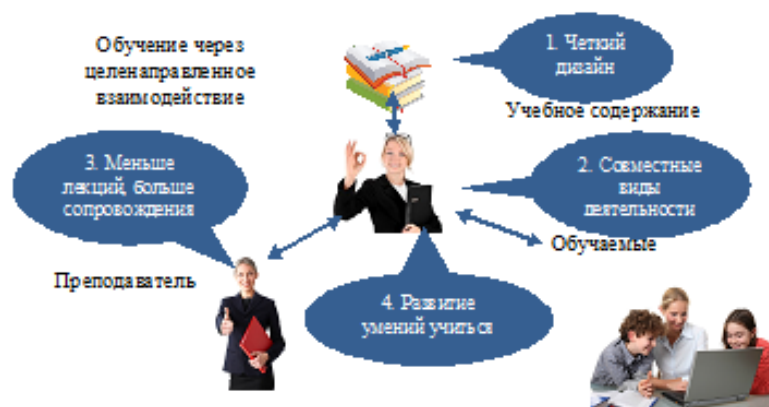 Обучение через
целенаправленное
взаимодействие
1. Четкий
дизайн
Учебное содержание
3. Меньше
лекций, больше
сопровождения
2. Совместные
виды
деятельности
Обучаемые
Преподаватель
4. Развитие
умений учиться